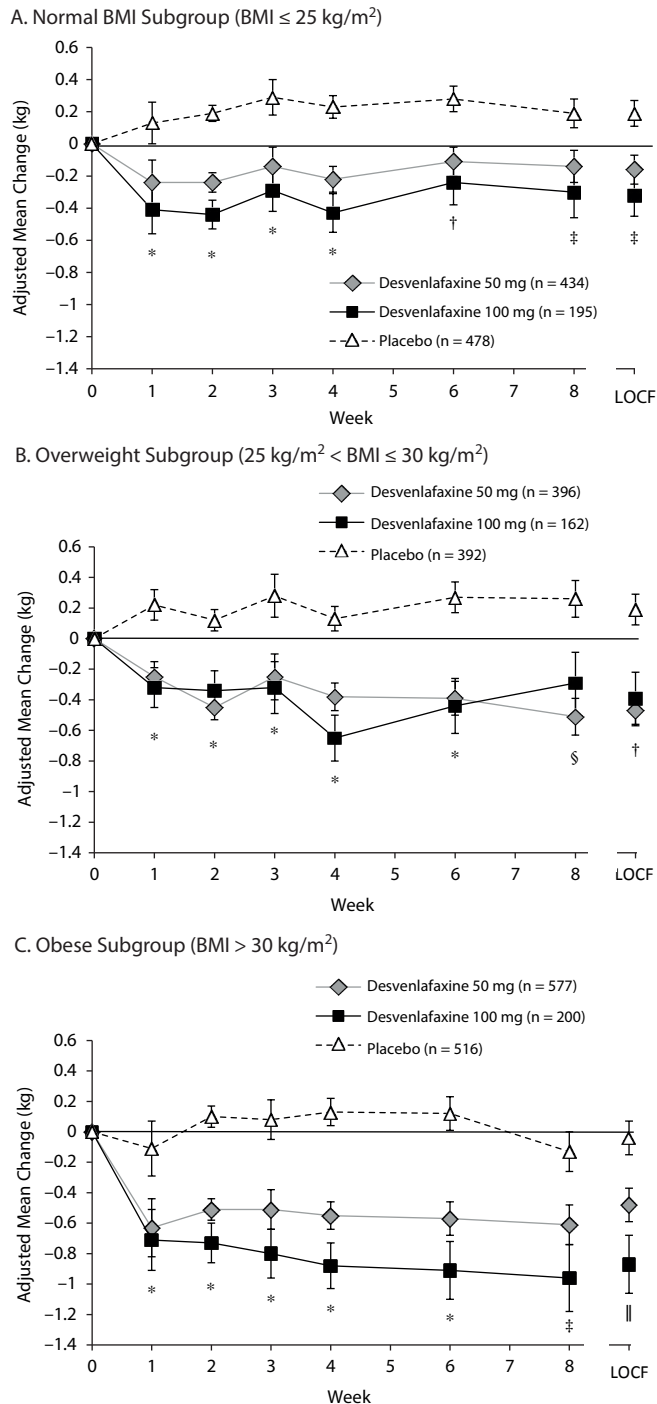 A. Normal BMI Subgroup (BMI ≤ 25 kg/m²)
Adjusted Mean Change (kg)
0.6
0.4
0.2
0
−0.2
−0.4
−0.6
−0.8
−1
−1.2
−1.4
* * * * † ‡ ‡
Desvenlafaxine 50 mg (n = 434)
Desvenlafaxine 100 mg (n = 195)
Placebo (n = 478)
0 1 2 3 4 5 6 7 8 LOCF
Week
B. Overweight Subgroup (25 kg/m² < BMI ≤ 30 kg/m²)
Desvenlafaxine 50 mg (n = 396)
Desvenlafaxine 100 mg (n = 162)
Placebo (n = 392)
Adjusted Mean Change (kg)
0.6
0.4
0.2
0
−0.2
−0.4
−0.6
−0.8
−1
−1.2
−1.4
* * * * * § †
0 1 2 3 4 5 6 7 8 LOCF
Week
C. Obese Subgroup (BMI > 30 kg/m²)
Desvenlafaxine 50 mg (n = 577)
Desvenlafaxine 100 mg (n = 200)
Placebo (n = 516)
Adjusted Mean Change (kg)
0.6
0.4
0.2
0
−0.2
−0.4
−0.6
−0.8
−1
−1.2
−1.4
* * * * * ‡ ‖
0 1 2 3 4 5 6 7 8 LOCF
Week